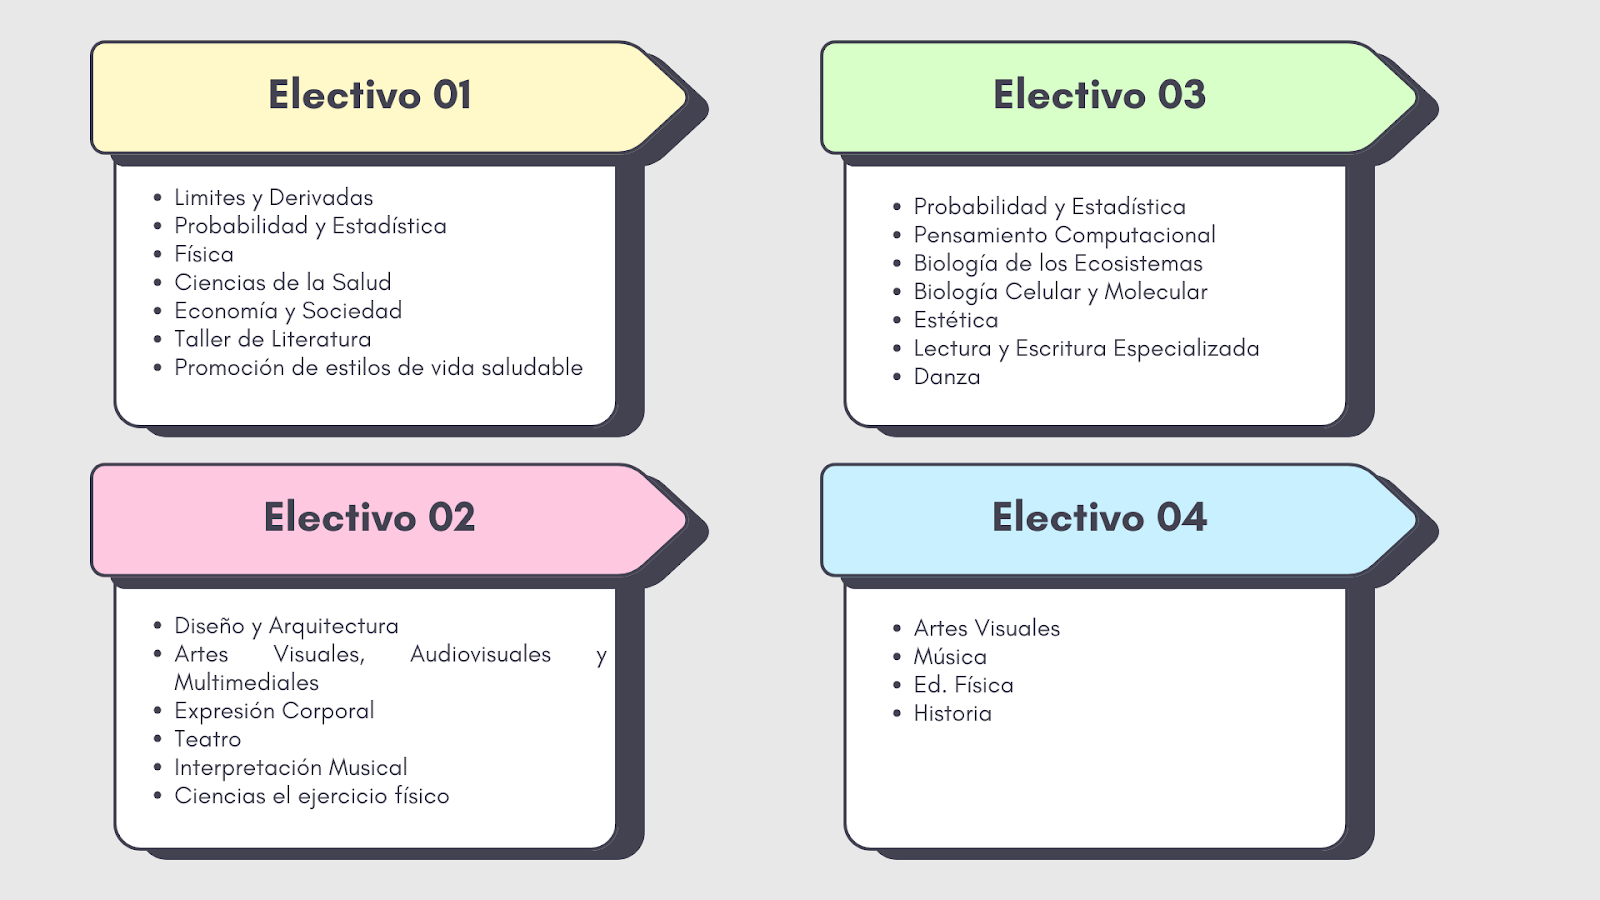 Electivo 01
Limites y Derivadas
Probabilidad y Estadística
Física
Ciencias de la Salud
Economía y Sociedad
Taller de Literatura
Promoción de estilos de vida saludable
Electivo 02
Diseño y Arquitectura
Artes Visuales, Audiovisuales y
Multimediales
Expresión Corporal
Teatro
Interpretación Musical
Ciencias el ejercicio físico
Electivo 03
Probabilidad y Estadística
Pensamiento Computacional
Biología de los Ecosistemas
Biología Celular y Molecular
Estética
Lectura y Escritura Especializada
Danza
Electivo 04
Artes Visuales
Música
Ed. Física
Historia